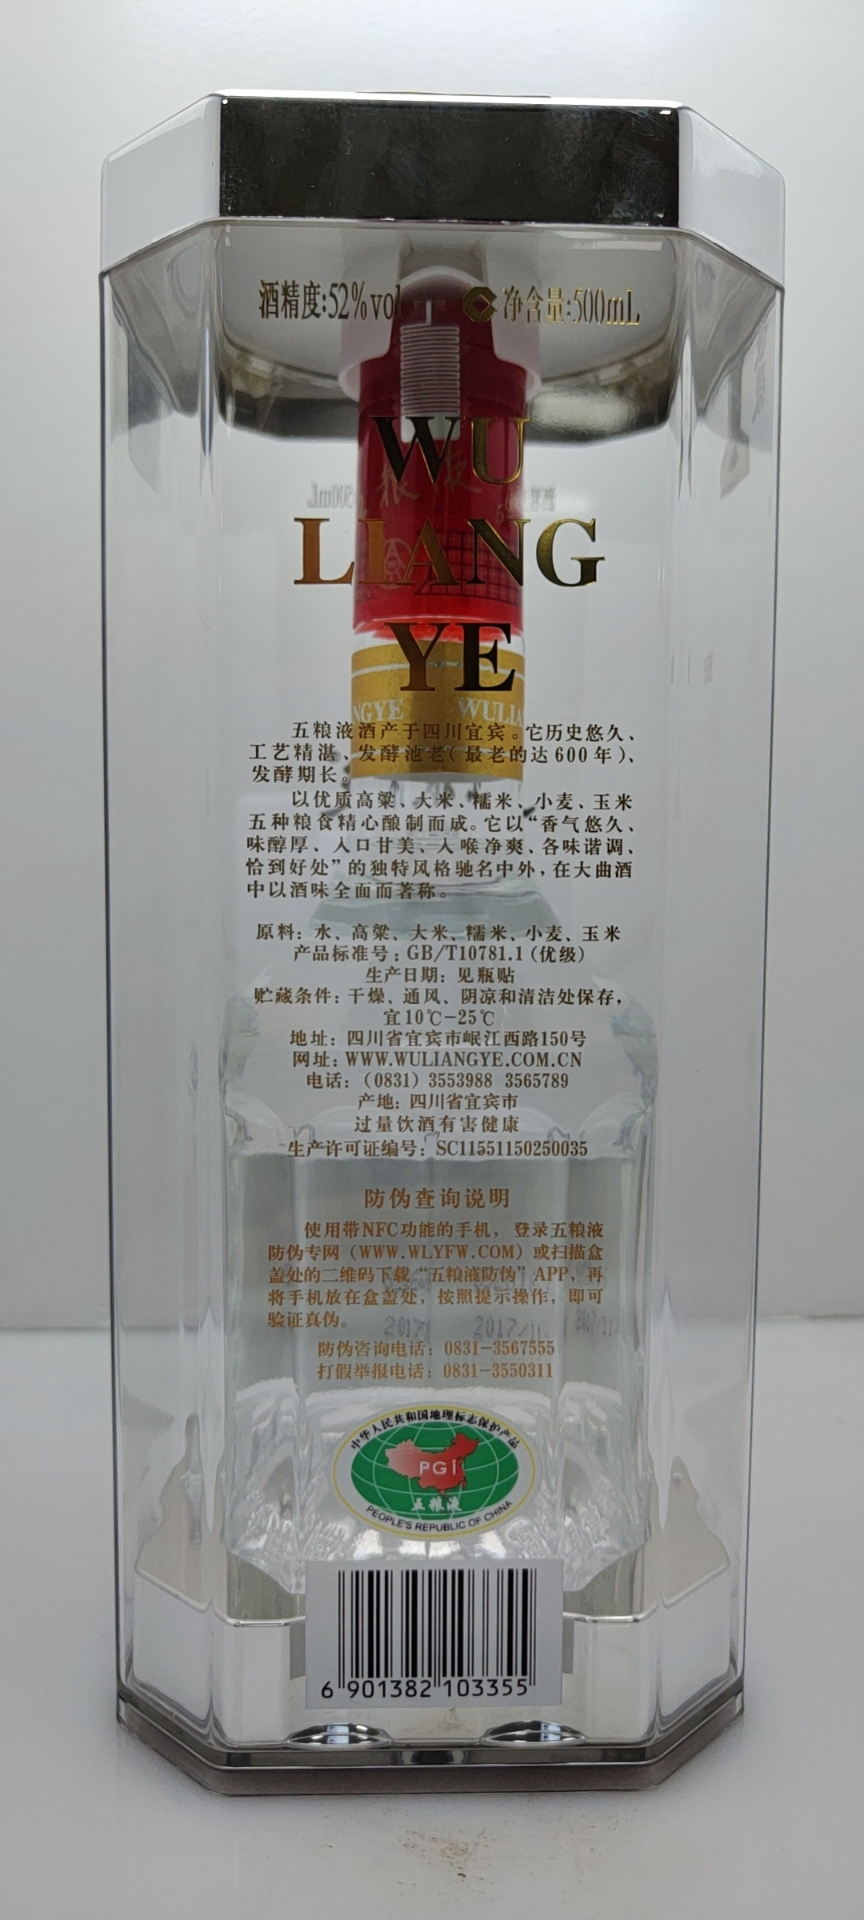 酒精度:52%vol 净含量:500mL
WU
LIANG
YE
NGYE WULIA
五粮液酒产于四川宜宾。它历史悠久、
工艺精湛、发酵池老(最老的达600年)、
发酵期长。
以优质高粱、大米、糯米、小麦、玉米
五种粮食精心酿制而成。它以“香气悠久、
味醇厚、入口甘美、入喉净爽、各味谐调、
恰到好处”的独特风格驰名中外,在大曲酒
中以酒味全面而著称。
原料: 水、高粱、大米、糯米、小麦、玉米
产品标准号: GB/T10781.1(优级)
生产日期: 见瓶贴
贮藏条件: 干燥、通风、阴凉和清洁处保存,
宜10℃-25℃
地址: 四川省宜宾市岷江西路150号
网址: WWW.WULIANGYE.COM.CN
电话: (0831) 3553988 3565789
产地: 四川省宜宾市
过量饮酒有害健康
生产许可证编号: SC11551150250035
防伪查询说明
使用带NFC功能的手机, 登录五粮液
防伪专网 (WWW.WLYFW.COM) 或扫描盒
盖处的二维码下载“五粮液防伪”APP, 再
将手机放在盒盖处, 按照提示操作, 即可
验证真伪。
防伪咨询电话: 0831-3567555
打假举报电话: 0831-3550311
中华人民共和国地理标志保护产品
PGI
五粮液
PEOPLE'S REPUBLIC OF CHINA
6 901382 103355